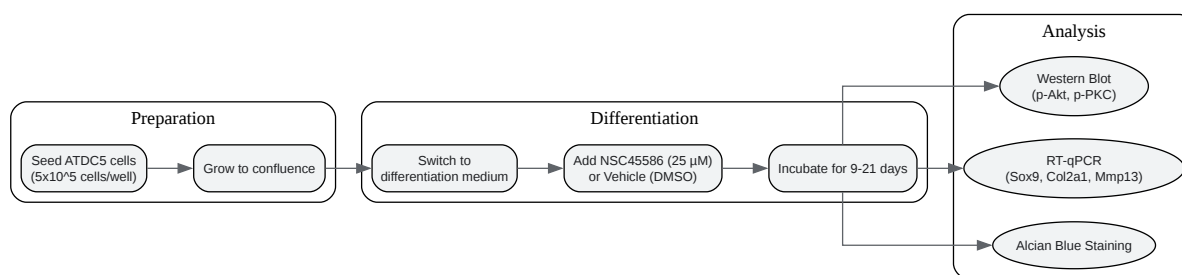 Preparation
Seed ATDC5 cells
(5x10^5 cells/well)
Grow to confluence
Differentiation
Switch to
differentiation medium
Add NSC45586 (25 µM)
or Vehicle (DMSO)
Incubate for 9-21 days
Analysis
Western Blot
(p-Akt, p-PKC)
RT-qPCR
(Sox9, Col2a1, Mmp13)
Alcian Blue Staining